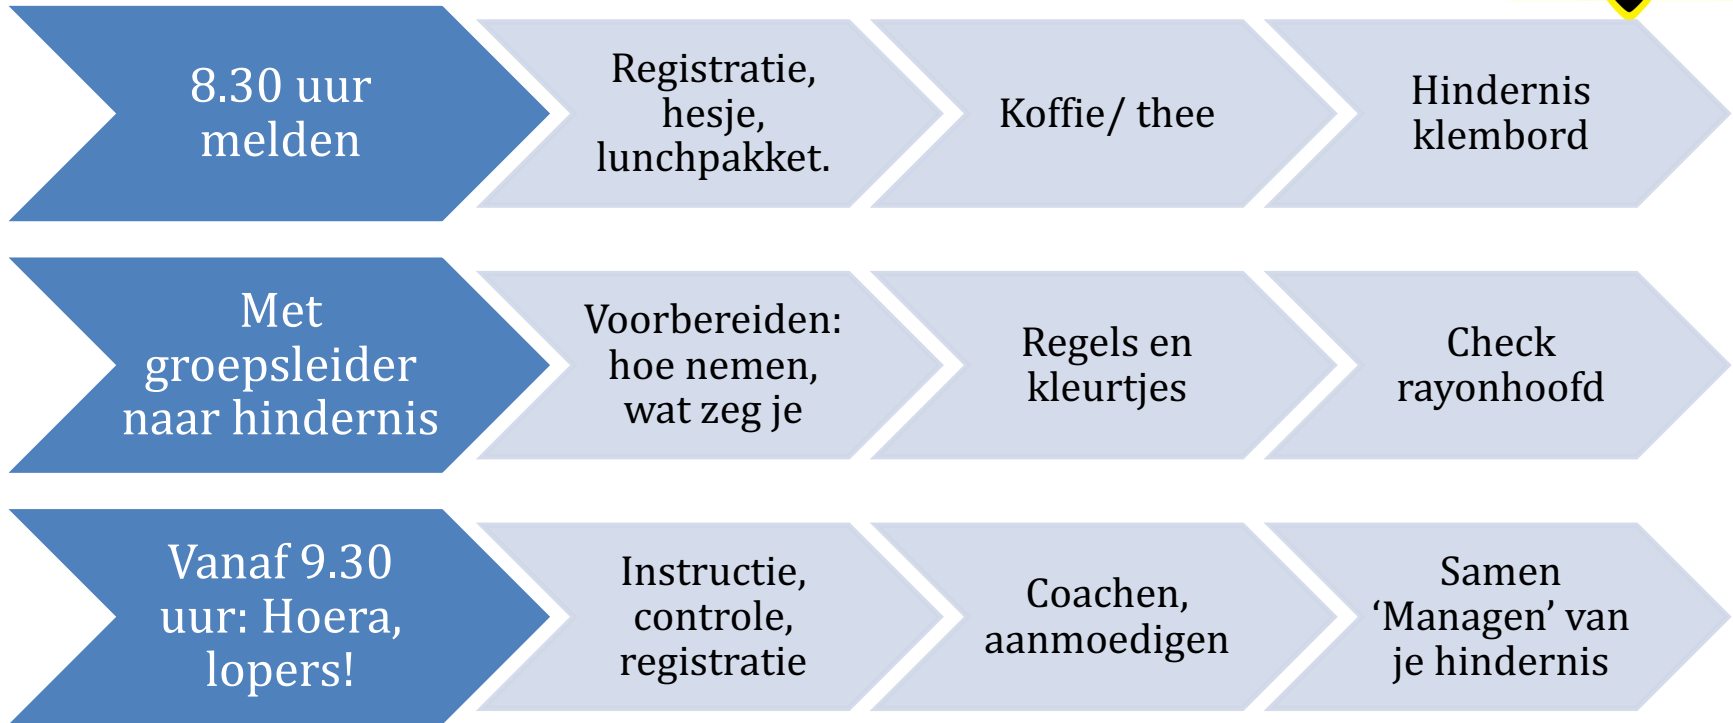 8.30 uur
melden
Registratie,
hesje,
lunchpakket.
Koffie/ thee
Hindernis
klembord
Met
groepsleider
naar hindernis
Voorbereiden:
hoe nemen,
wat zeg je
Regels en
kleurtjes
Check
rayonhoofd
Vanaf 9.30
uur: Hoera,
lopers!
Instructie,
controle,
registratie
Coachen,
aanmoedigen
Samen
‘Managen’ van
je hindernis